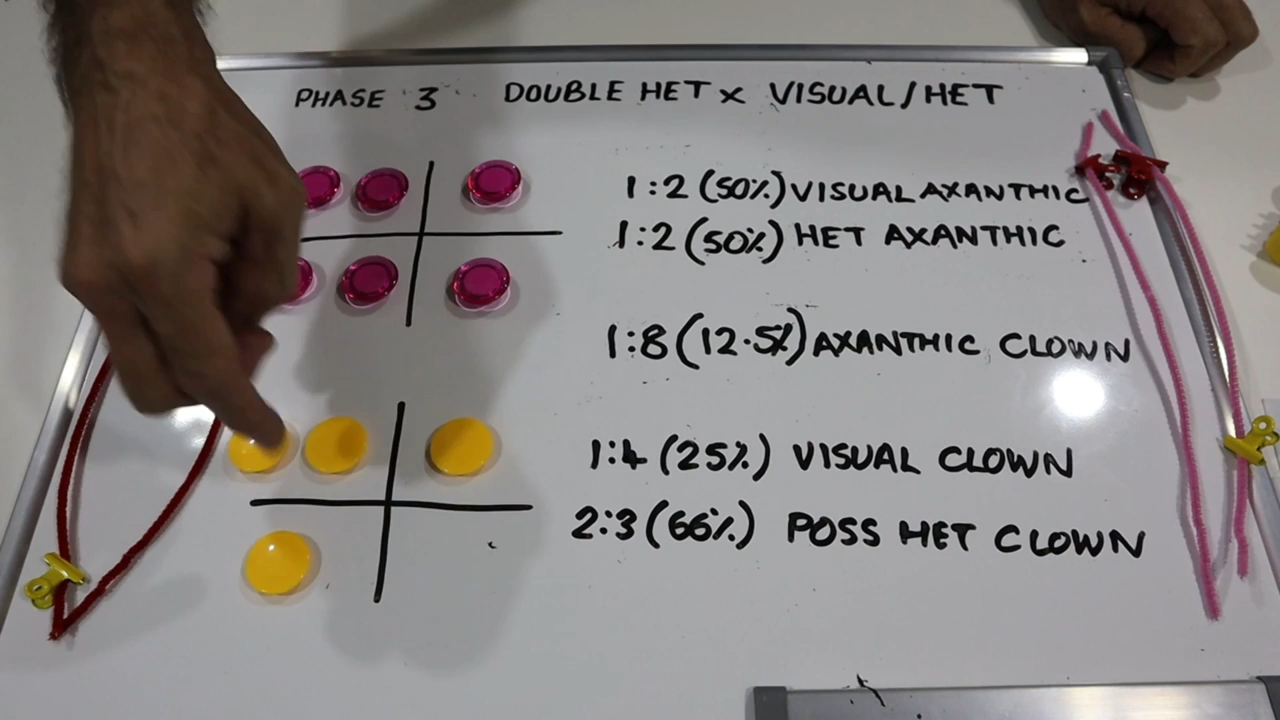 PHASE 3 DOUBLE HET x VISUAL/HET
1:2 (50%) VISUAL AXANTHIC
1:2 (50%) HET AXANTHIC
1:8 (12.5%) AXANTHIC CLOWN
1:4 (25%) VISUAL CLOWN
2:3 (66%) POSS HET CLOWN